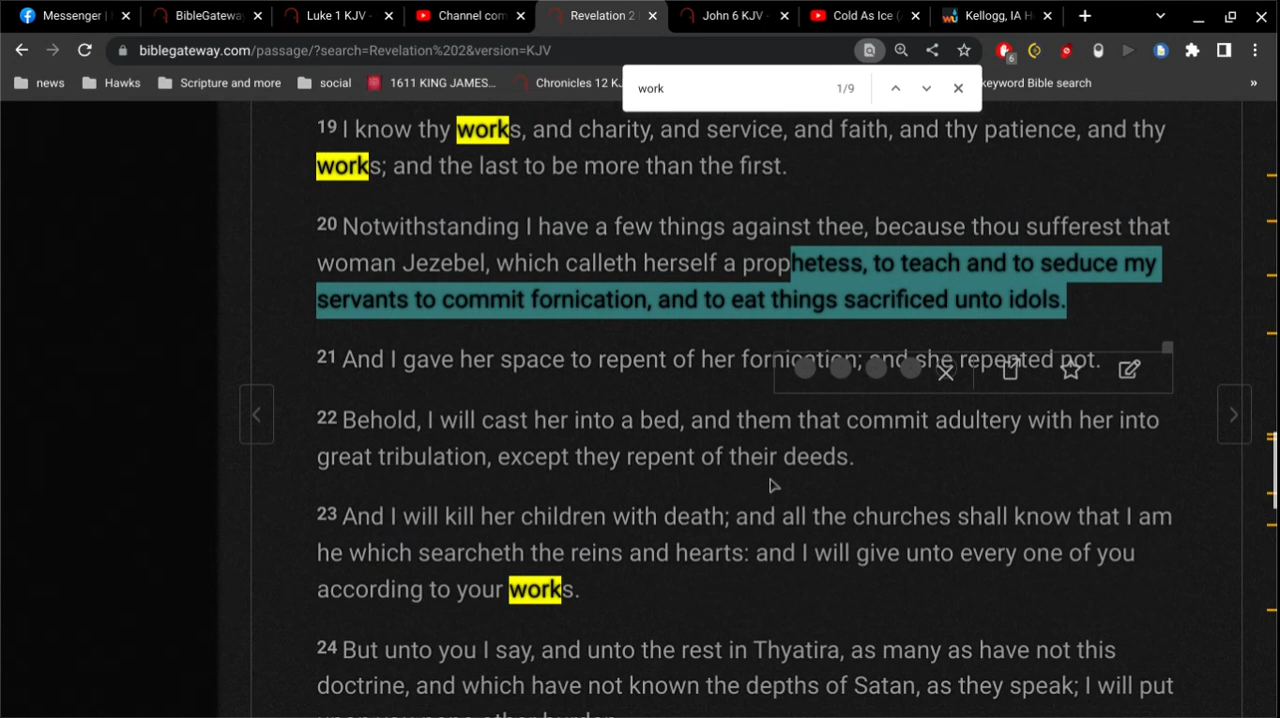 Messenger |
BibleGateway
Luke 1 KJV -
Channel com
Revelation 2
John 6 KJV -
Cold As Ice (
Kellogg, IA H
biblegateway.com/passage/?search=Revelation%202&version=KJV
6
news
Hawks
Scripture and more
social
1611 KING JAMES...
Chronicles 12 K
keyword Bible search
»
work
1/9
19 I know thy works, and charity, and service, and faith, and thy patience, and thy
works; and the last to be more than the first.
20 Notwithstanding I have a few things against thee, because thou sufferest that
woman Jezebel, which calleth herself a prophetess, to teach and to seduce my
servants to commit fornication, and to eat things sacrificed unto idols.
21 And I gave her space to repent of her fornication; and she repented not.
22 Behold, I will cast her into a bed, and them that commit adultery with her into
great tribulation, except they repent of their deeds.
23 And I will kill her children with death; and all the churches shall know that I am
he which searcheth the reins and hearts: and I will give unto every one of you
according to your works.
24 But unto you I say, and unto the rest in Thyatira, as many as have not this
doctrine, and which have not known the depths of Satan, as they speak; I will put
upon you none other burden.